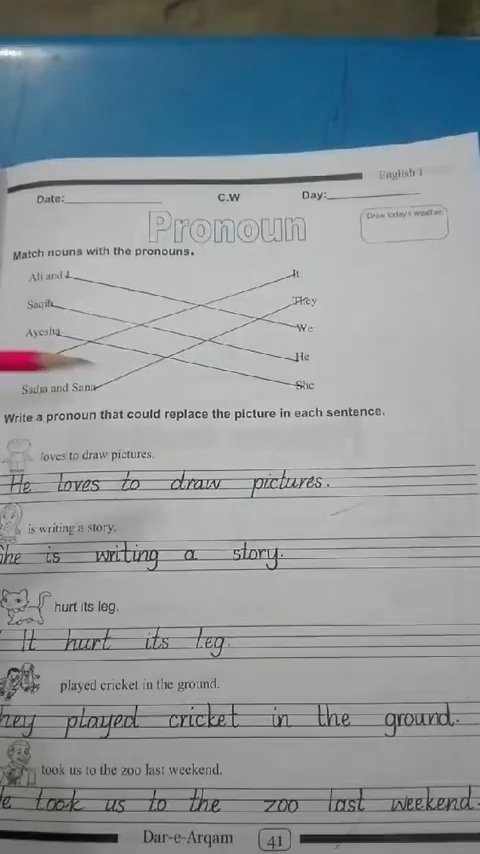 English 1
Date: C.W Day:
Pronoun
Draw today's weather
Match nouns with the pronouns.
Ali and I It
Saqib They
Ayesha We
He
Sadia and Sana She
Write a pronoun that could replace the picture in each sentence.
loves to draw pictures.
He loves to draw pictures.
is writing a story.
She is writing a story.
hurt its leg.
It hurt its leg.
played cricket in the ground.
They played cricket in the ground.
took us to the zoo last weekend.
He took us to the zoo last weekend.
Dar-e-Arqam 41